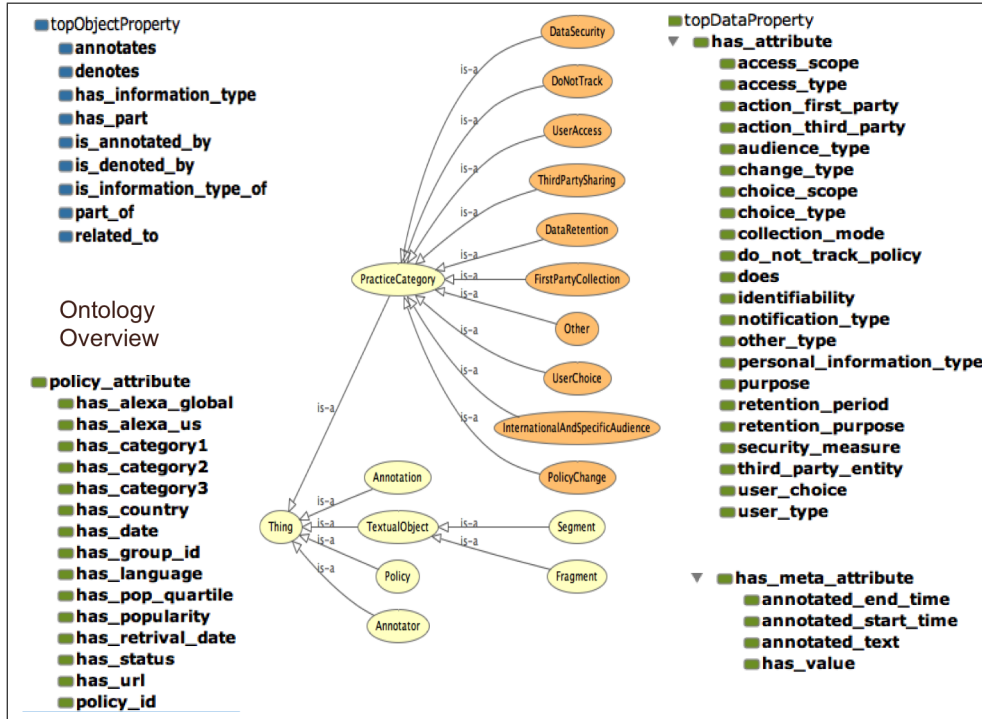 topObjectProperty
annotates
denotes
has_information_type
has_part
is_annotated_by
is_denoted_by
is_information_type_of
part_of
related_to
Ontology
Overview
policy_attribute
has_alexa_global
has_alexa_us
has_category1
has_category2
has_category3
has_country
has_date
has_group_id
has_language
has_pop_quartile
has_popularity
has_retrival_date
has_status
has_url
policy_id
DataSecurity
is-a
DoNotTrack
is-a
UserAccess
is-a
ThirdPartySharing
is-a
DataRetention
is-a
PracticeCategory
is-a
FirstPartyCollection
is-a
Other
is-a
UserChoice
is-a
InternationalAndSpecificAudience
is-a
PolicyChange
is-a
Annotation
is-a
Thing
is-a
TextualObject
is-a
Segment
is-a
Policy
is-a
Fragment
is-a
Annotator
topDataProperty
has_attribute
access_scope
access_type
action_first_party
action_third_party
audience_type
change_type
choice_scope
choice_type
collection_mode
do_not_track_policy
does
identifiability
notification_type
other_type
personal_information_type
purpose
retention_period
retention_purpose
security_measure
third_party_entity
user_choice
user_type
has_meta_attribute
annotated_end_time
annotated_start_time
annotated_text
has_value